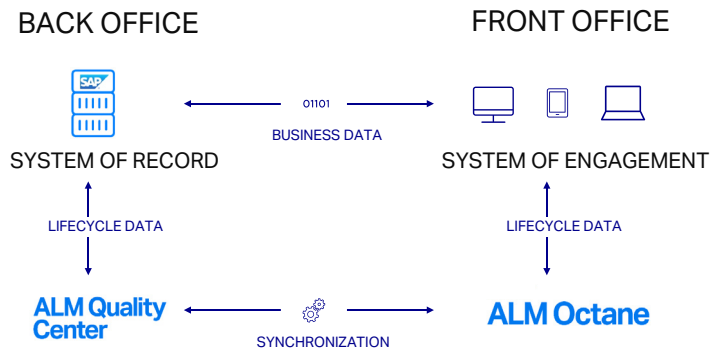 BACK OFFICE
FRONT OFFICE
SAP
01101
BUSINESS DATA
SYSTEM OF RECORD
SYSTEM OF ENGAGEMENT
LIFECYCLE DATA
LIFECYCLE DATA
ALM Quality
Center
ALM Octane
SYNCHRONIZATION